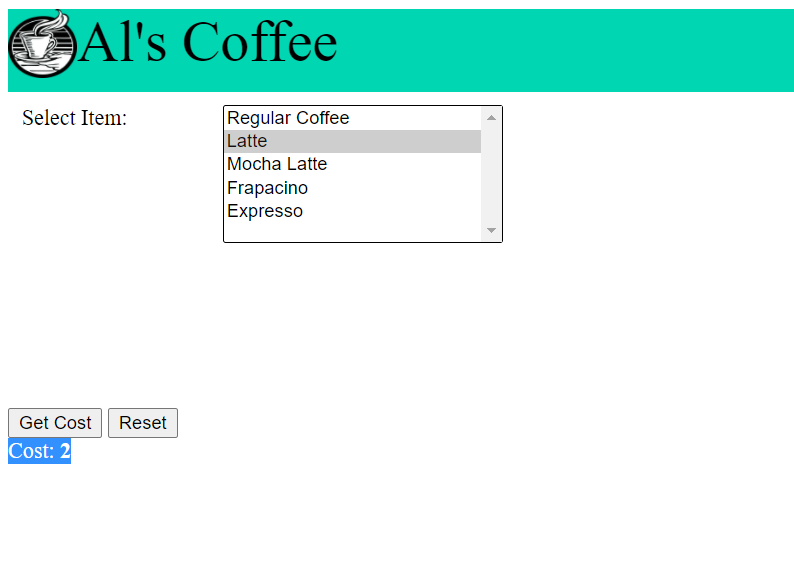 Al's Coffee
Select Item:
Regular Coffee
Latte
Mocha Latte
Frapacino
Expresso
Get Cost Reset
Cost: 2